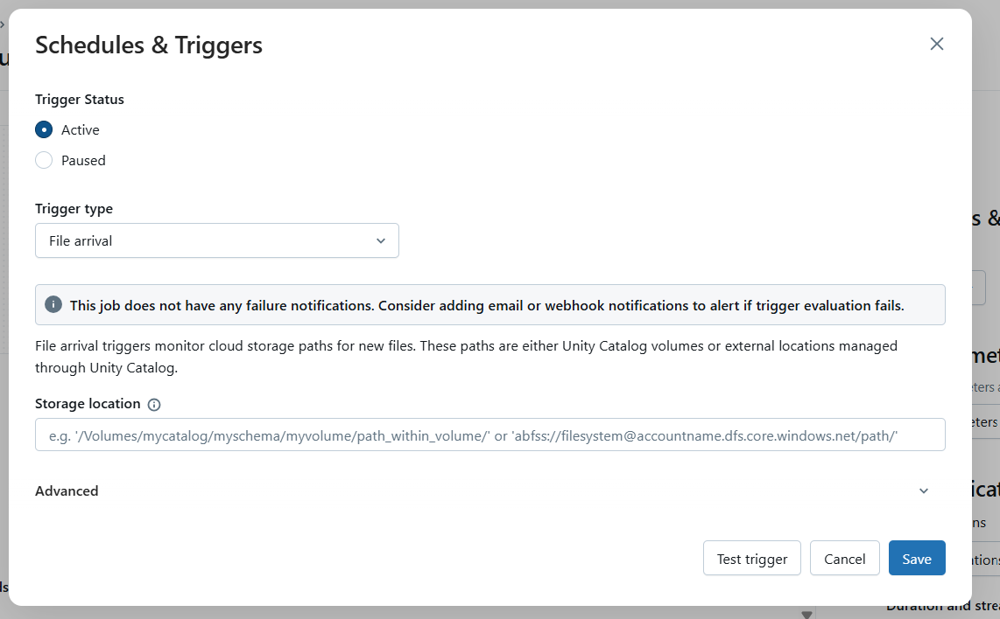 Schedules & Triggers
Trigger Status
Active
Paused
Trigger type
File arrival
This job does not have any failure notifications. Consider adding email or webhook notifications to alert if trigger evaluation fails.
File arrival triggers monitor cloud storage paths for new files. These paths are either Unity Catalog volumes or external locations managed
through Unity Catalog.
Storage location
e.g. '/Volumes/mycatalog/myschema/myvolume/path_within_volume/' or 'abfss://filesystem@accountname.dfs.core.windows.net/path/'
Advanced
Test trigger
Cancel
Save
Duration and strea